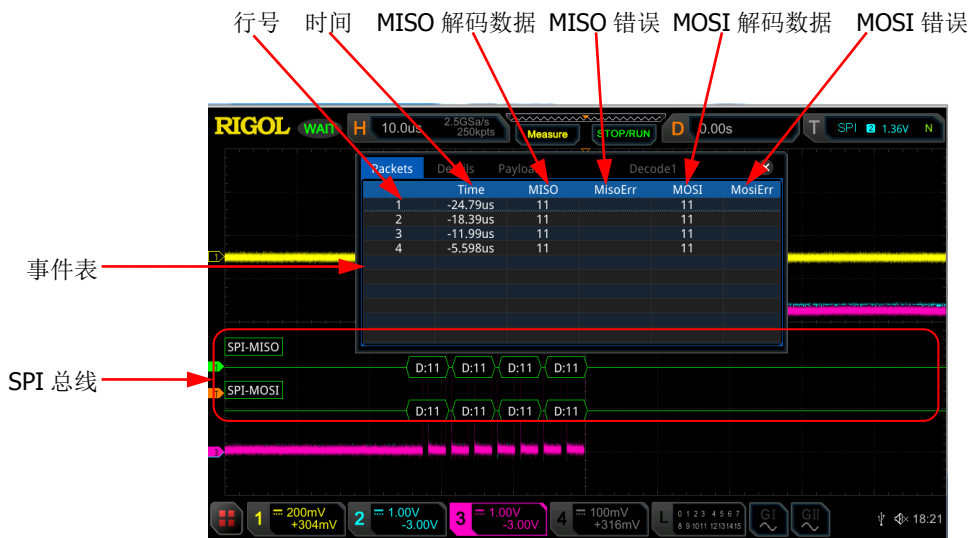 行号 时间 MISO 解码数据 MISO 错误 MOSI 解码数据 MOSI 错误
RIGOL WAIT H 10.0us 2.5GSa/s 250kpts Measure STOP/RUN D 0.00s T SPI 2 1.36V N
Packets Details Payload Decode1 X
Time MISO MisoErr MOSI MosiErr
1 -24.79us 11 11
2 -18.39us 11 11
3 -11.99us 11 11
4 -5.598us 11 11
1
事件表
SPI-MISO
D:11 D:11 D:11 D:11
SPI 总线
T SPI-MOSI
D:11 D:11 D:11 D:11
3
1 200mV +304mV 2 1.00V -3.00V 3 1.00V -3.00V 4 100mV +316mV L 0 1 2 3 4 5 6 7 8 9 10 11 12 13 14 15 GI GII 18:21